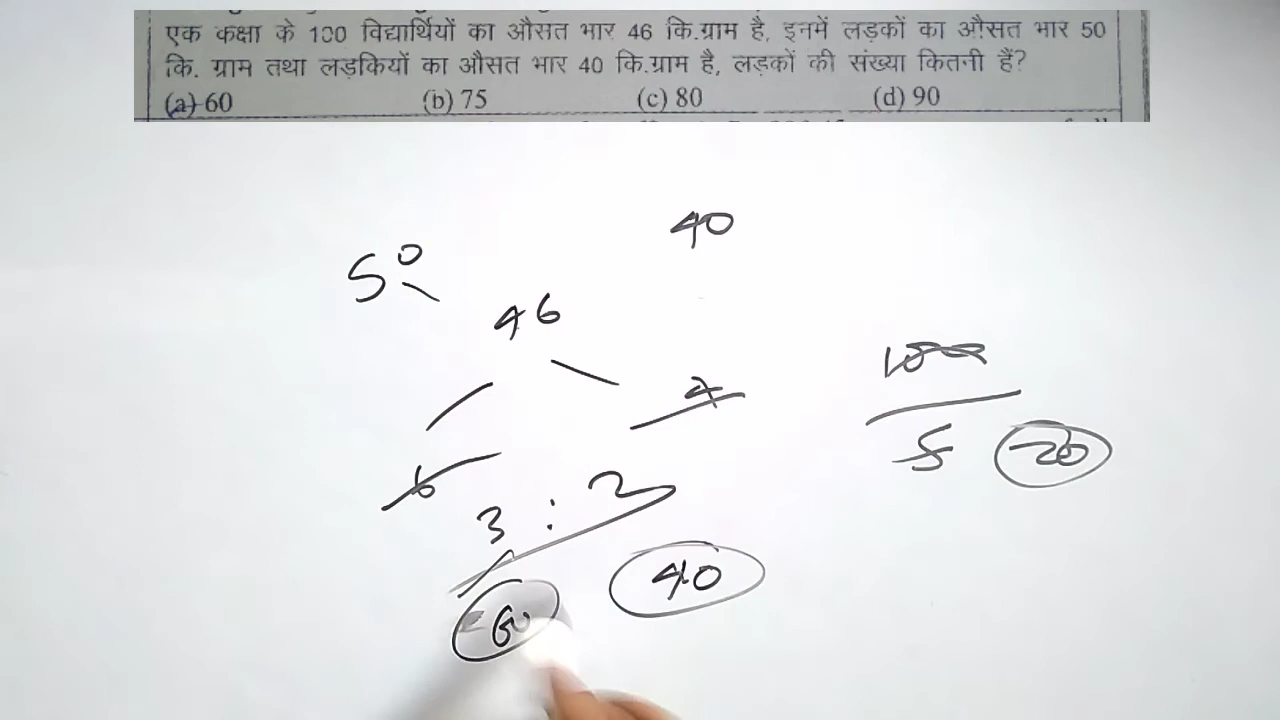 एक कक्षा के 100 विद्यार्थियों का औसत भार 46 कि.ग्राम है, इनमें लड़कों का औसत भार 50
कि. ग्राम तथा लड़कियों का औसत भार 40 कि.ग्राम है, लड़कों की संख्या कितनी हैं?
(a) 60 (b) 75 (c) 80 (d) 90
40
50
46
100
4
5 20
6
3 : 2
40
60